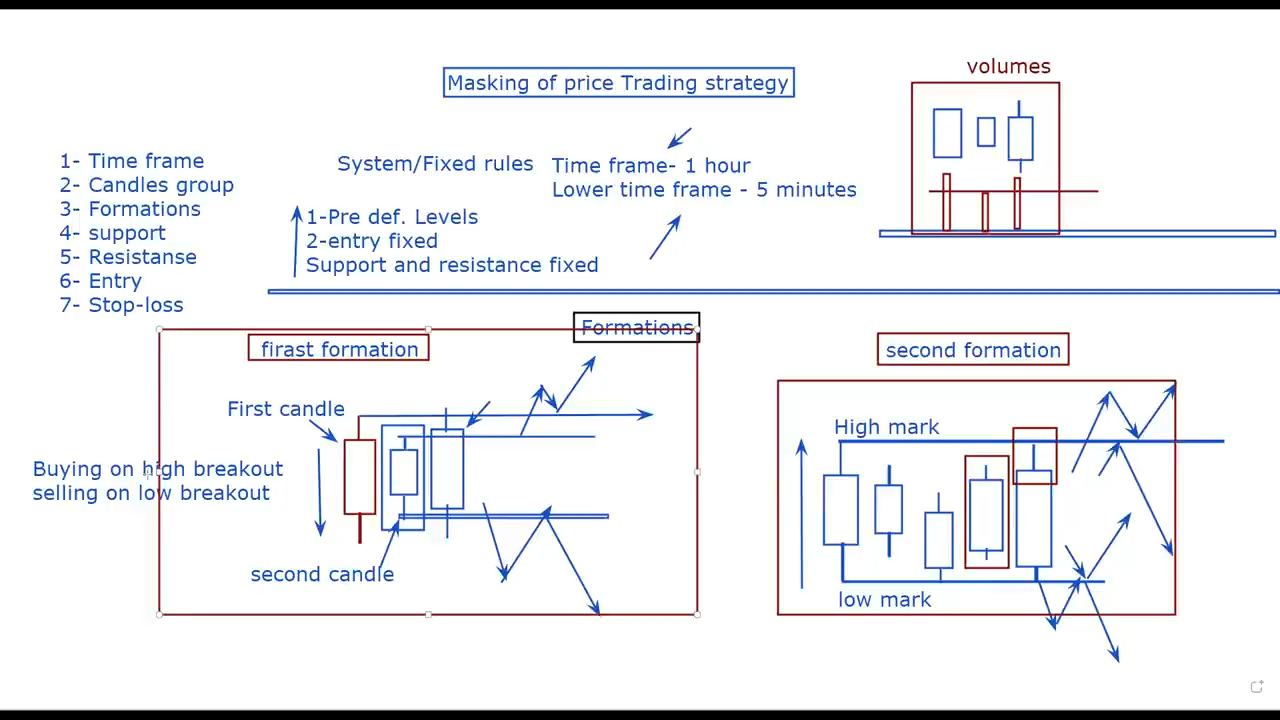 volumes
Masking of price Trading strategy
1- Time frame
2- Candles group
3- Formations
4- support
5- Resistanse
6- Entry
7- Stop-loss
System/Fixed rules
Time frame- 1 hour
Lower time frame - 5 minutes
1-Pre def. Levels
2-entry fixed
Support and resistance fixed
Formations
firast formation
First candle
Buying on high breakout
selling on low breakout
second candle
second formation
High mark
low mark